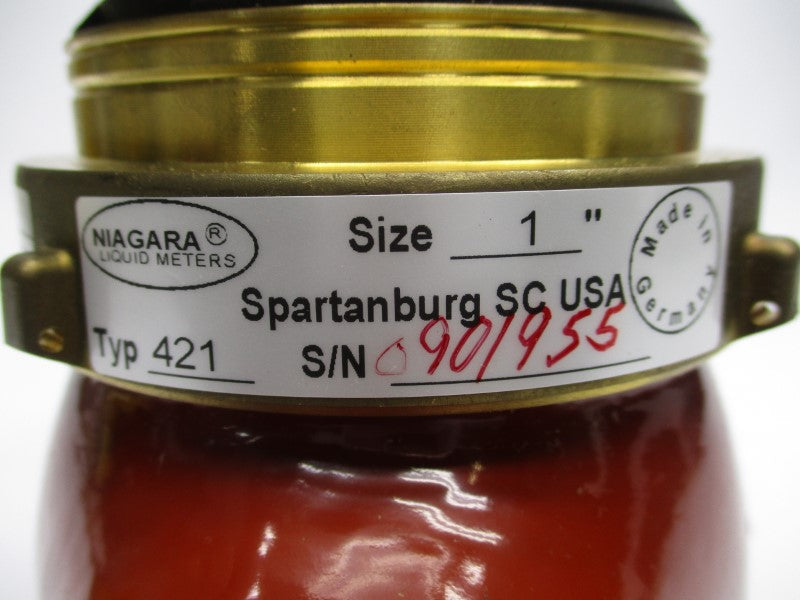 NIAGARA®
LIQUID METERS
Size 1 "
Made in Germany
Spartanburg SC USA
Typ 421
S/N 0901955